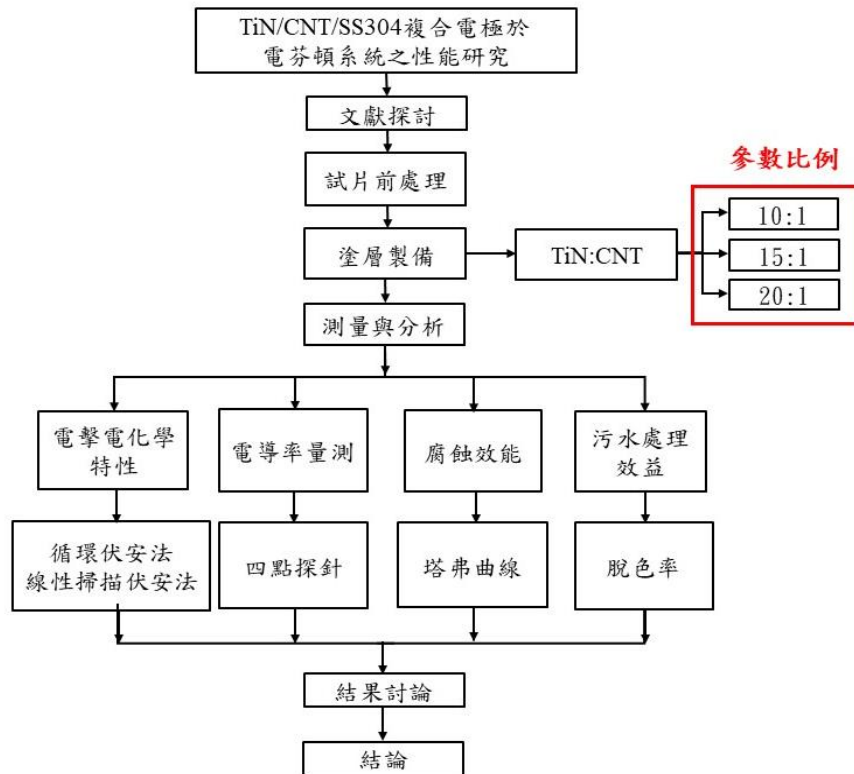 TiN/CNT/SS304複合電極於
電芬頓系統之性能研究
文獻探討
試片前處理
參數比例
塗層製備
TiN:CNT
10:1
15:1
20:1
測量與分析
電擊電化學
特性
電導率量測
腐蝕效能
污水處理
效益
循環伏安法
線性掃描伏安法
四點探針
塔弗曲線
脫色率
結果討論
結論